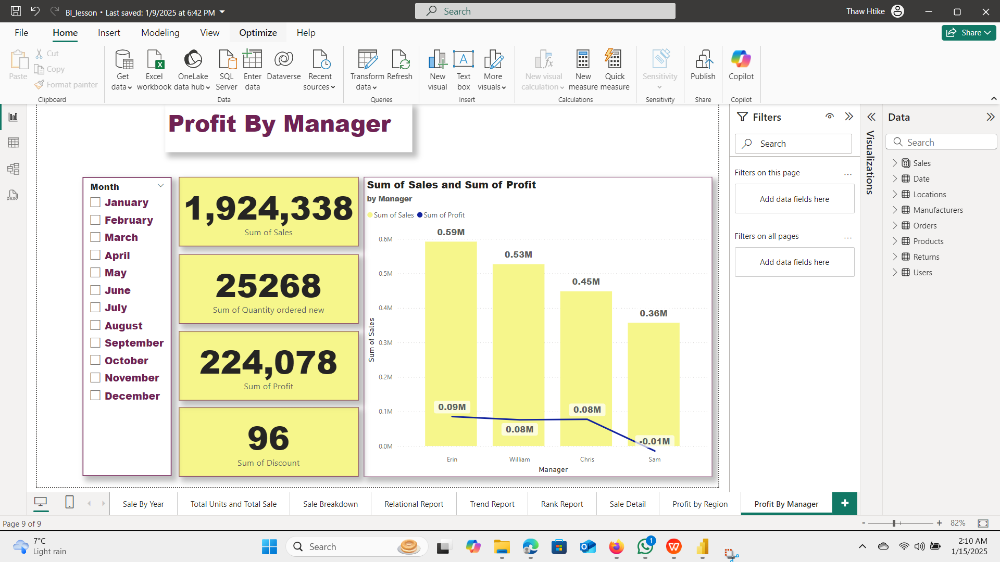 BI_lesson • Last saved: 1/9/2025 at 6:42 PM
Search
Thaw Htike
File
Home
Insert
Modeling
View
Optimize
Help
Share
Paste
Cut
Copy
Format painter
Clipboard
Get data
Excel workbook
OneLake data hub
SQL Server
Enter data
Dataverse
Recent sources
Data
Transform data
Refresh
Queries
New visual
Text box
More visuals
Insert
New visual calculation
New measure
Quick measure
Calculations
Sensitivity
Sensitivity
Publish
Share
Copilot
Copilot
Profit By Manager
Month
January
February
March
April
May
June
July
August
September
October
November
December
1,924,338
Sum of Sales
25268
Sum of Quantity ordered new
224,078
Sum of Profit
96
Sum of Discount
Sum of Sales and Sum of Profit
by Manager
Sum of Sales
Sum of Profit
0.6M
0.5M
0.4M
0.3M
0.2M
0.1M
0.0M
Sum of Sales
0.59M
0.53M
0.45M
0.36M
0.09M
0.08M
0.08M
-0.01M
Erin
William
Chris
Sam
Manager
Filters
Search
Filters on this page
...
Add data fields here
Filters on all pages
...
Add data fields here
Visualizations
Data
Search
Sales
Date
Locations
Manufacturers
Orders
Products
Returns
Users
DAX
Sale By Year
Total Units and Total Sale
Sale Breakdown
Relational Report
Trend Report
Rank Report
Sale Detail
Profit by Region
Profit By Manager
+
Page 9 of 9
- + 82%
7°C
Light rain
Search
1
2:10 AM
1/15/2025